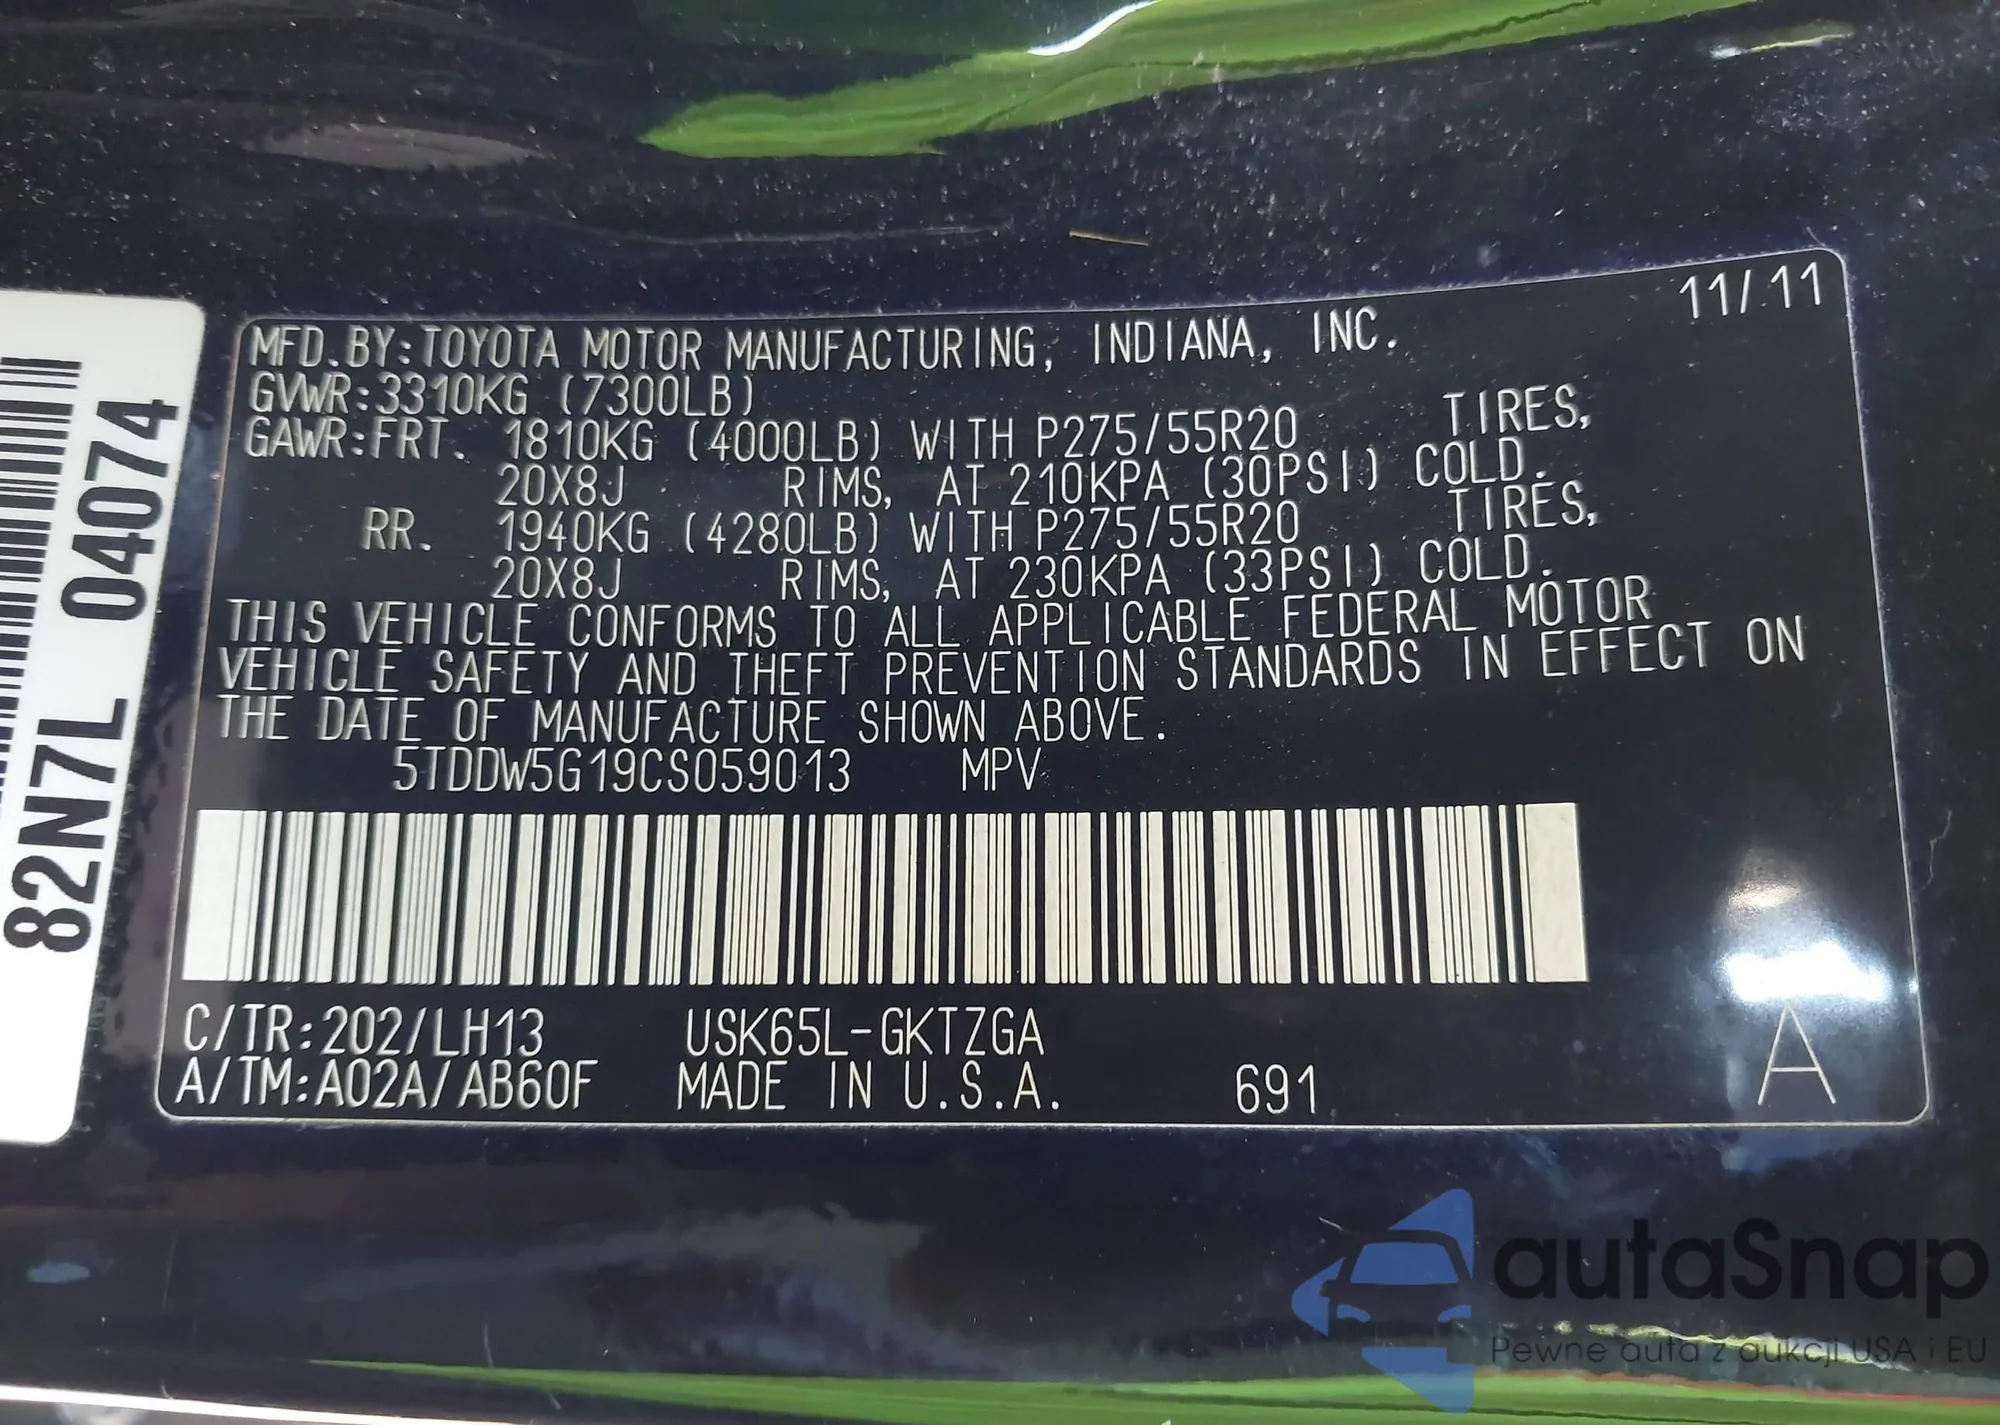 11/11
MFD.BY:TOYOTA MOTOR MANUFACTURING, INDIANA, INC.
GVWR:3310KG (7300LB)
GAWR:FRT. 1810KG (4000LB) WITH P275/55R20 TIRES,
20X8J RIMS, AT 210KPA (30PSI) COLD.
RR. 1940KG (4280LB) WITH P275/55R20 TIRES,
20X8J RIMS, AT 230KPA (33PSI) COLD.
THIS VEHICLE CONFORMS TO ALL APPLICABLE FEDERAL MOTOR
VEHICLE SAFETY AND THEFT PREVENTION STANDARDS IN EFFECT ON
THE DATE OF MANUFACTURE SHOWN ABOVE.
5TDDW5G19CS059013 MPV
C/TR:202/LH13 USK65L-GKTZGA
A/TM:A02A/AB60F MADE IN U.S.A. 691 A
82N7L 04074
autaSnap
Pewne auta z aukcji USA i EU